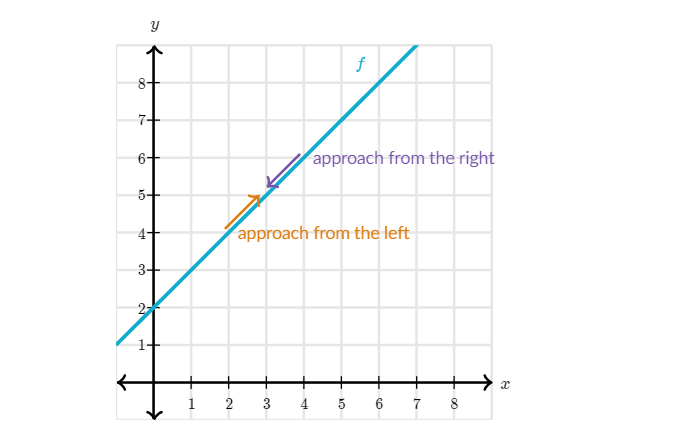 y
f
8
7
6
approach from the right
5
4
approach from the left
3
2
1
x
1 2 3 4 5 6 7 8